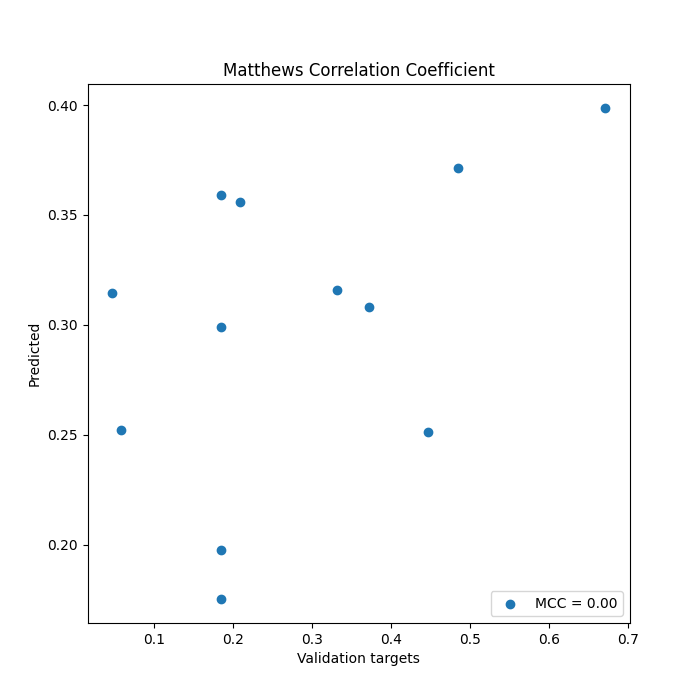 Matthews Correlation Coefficient
0.40
0.35
0.30
0.25
0.20
Predicted
MCC = 0.00
0.1 0.2 0.3 0.4 0.5 0.6 0.7
Validation targets